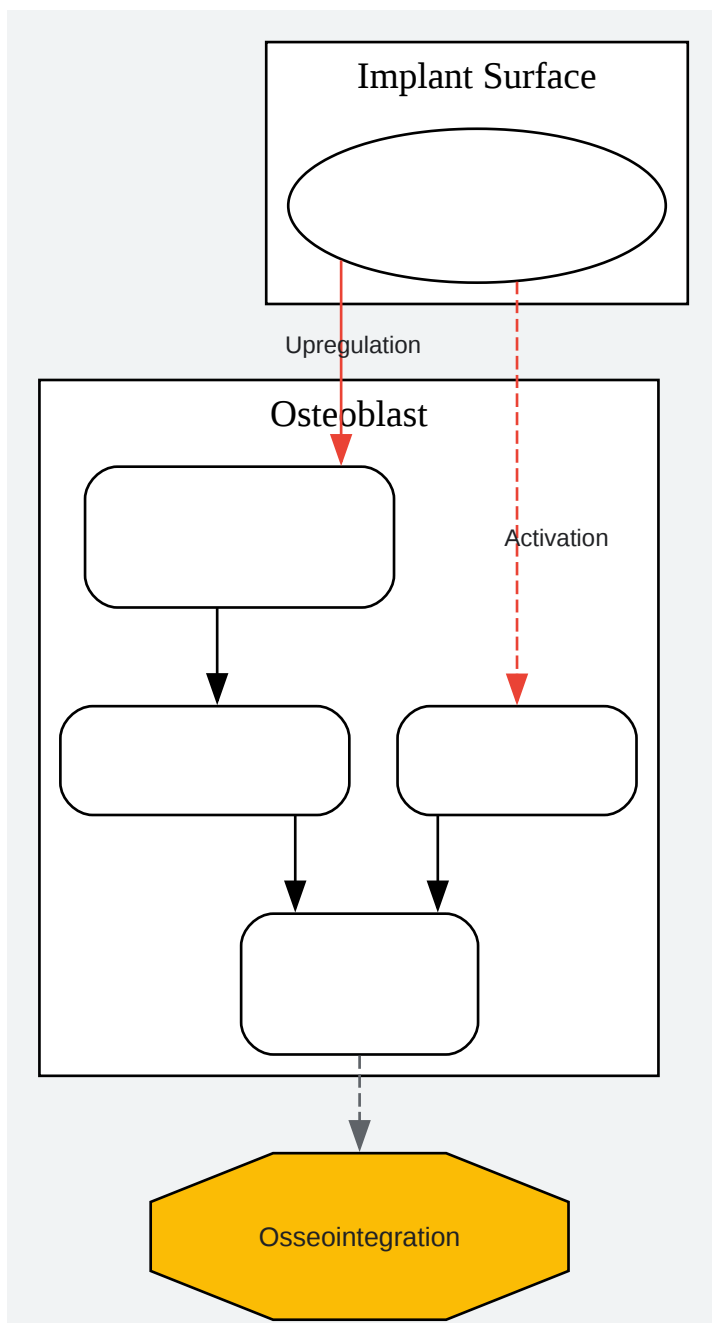 Implant Surface
Upregulation
Osteoblast
Activation
Osseointegration